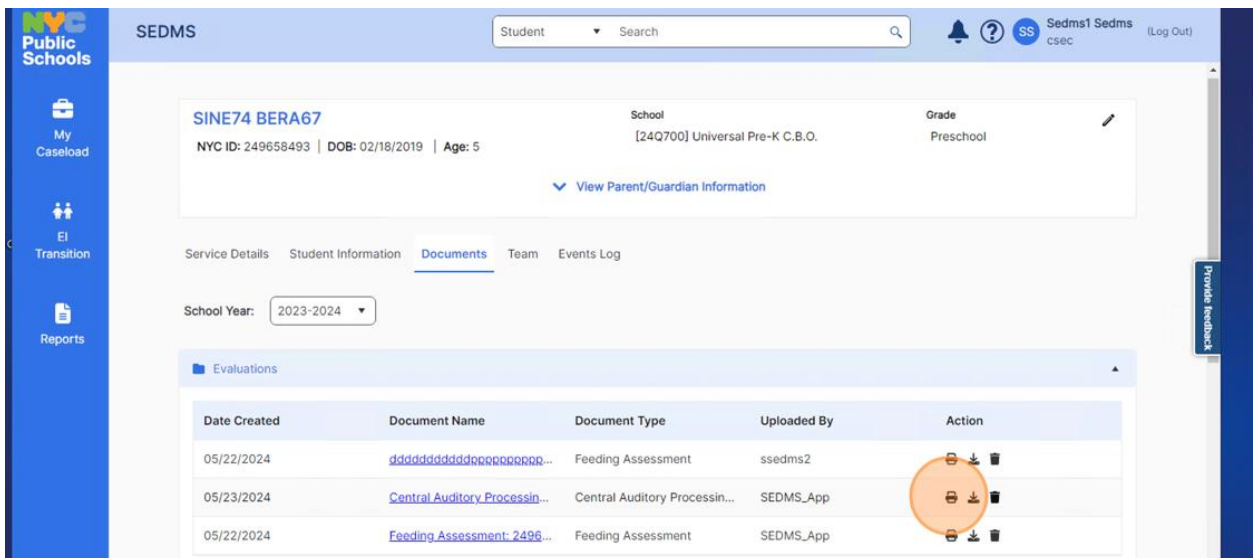 NYC
Public
Schools
SEDMS
Student
Search
SS
Sedms1 Sedms
csec
(Log Out)
My
Caseload
EI
Transition
Reports
SINE74 BERA67
NYC ID: 249658493 | DOB: 02/18/2019 | Age: 5
School
[24Q700] Universal Pre-K C.B.O.
Grade
Preschool
View Parent/Guardian Information
Service Details Student Information Documents Team Events Log
School Year: 2023-2024
Provide feedback
Evaluations
Date Created Document Name Document Type Uploaded By Action
05/22/2024 dddddddddddpppppppppp... Feeding Assessment ssedms2
05/23/2024 Central Auditory Processin... Central Auditory Processin... SEDMS_App
05/22/2024 Feeding Assessment: 2496... Feeding Assessment SEDMS_App